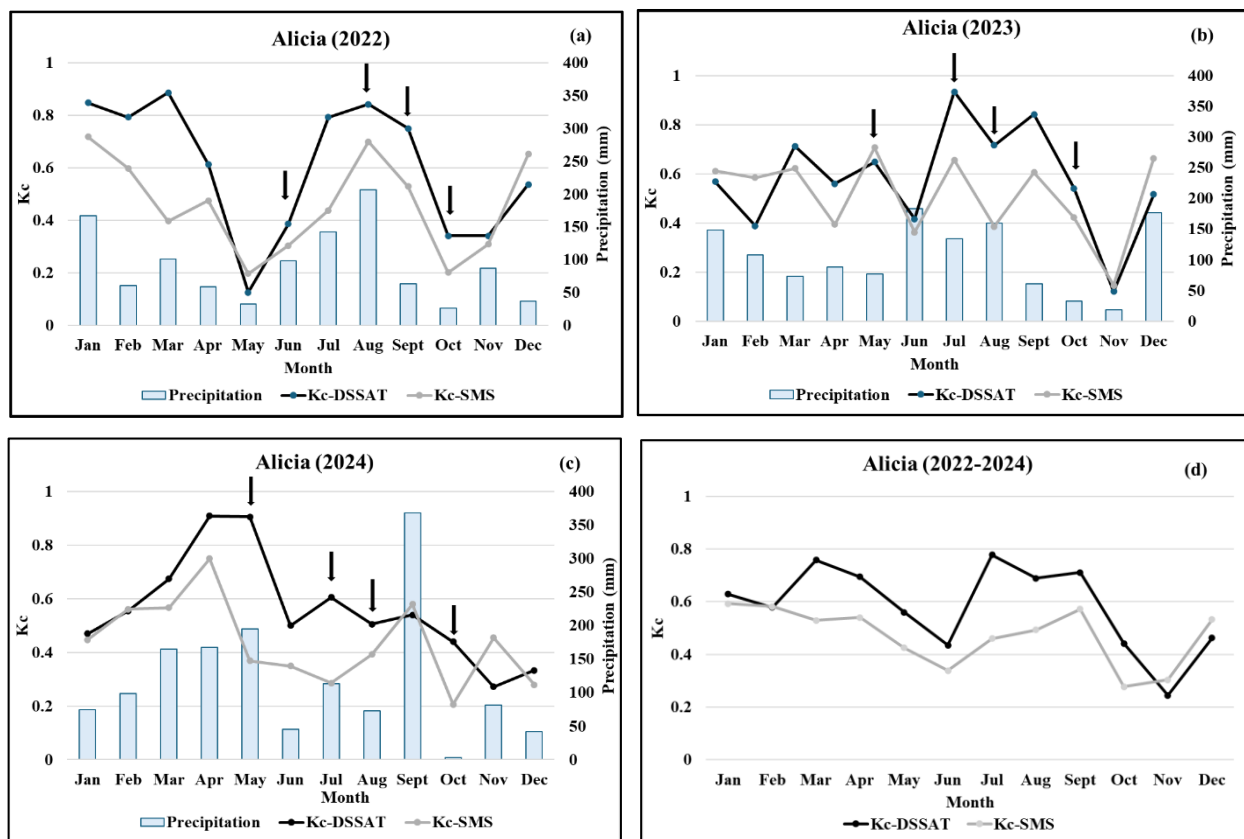 Alicia (2022)
(a)
1
0.8
0.6
0.4
0.2
0
Kc
400
350
300
250
200
150
100
50
0
Precipitation (mm)
Jan Feb Mar Apr May Jun Jul Aug Sept Oct Nov Dec
Month
Precipitation Kc-DSSAT Kc-SMS
Alicia (2023)
(b)
1
0.8
0.6
0.4
0.2
0
Kc
400
350
300
250
200
150
100
50
0
Precipitation (mm)
Jan Feb Mar Apr May Jun Jul Aug Sept Oct Nov Dec
Month
Precipitation Kc-DSSAT Kc-SMS
Alicia (2024)
(c)
1
0.8
0.6
0.4
0.2
0
Kc
400
350
300
250
200
150
100
50
0
Precipitation (mm)
Jan Feb Mar Apr May Jun Jul Aug Sept Oct Nov Dec
Month
Precipitation Kc-DSSAT Kc-SMS
Alicia (2022-2024)
(d)
1
0.8
0.6
0.4
0.2
0
Kc
Jan Feb Mar Apr May Jun Jul Aug Sept Oct Nov Dec
Month
Kc-DSSAT Kc-SMS